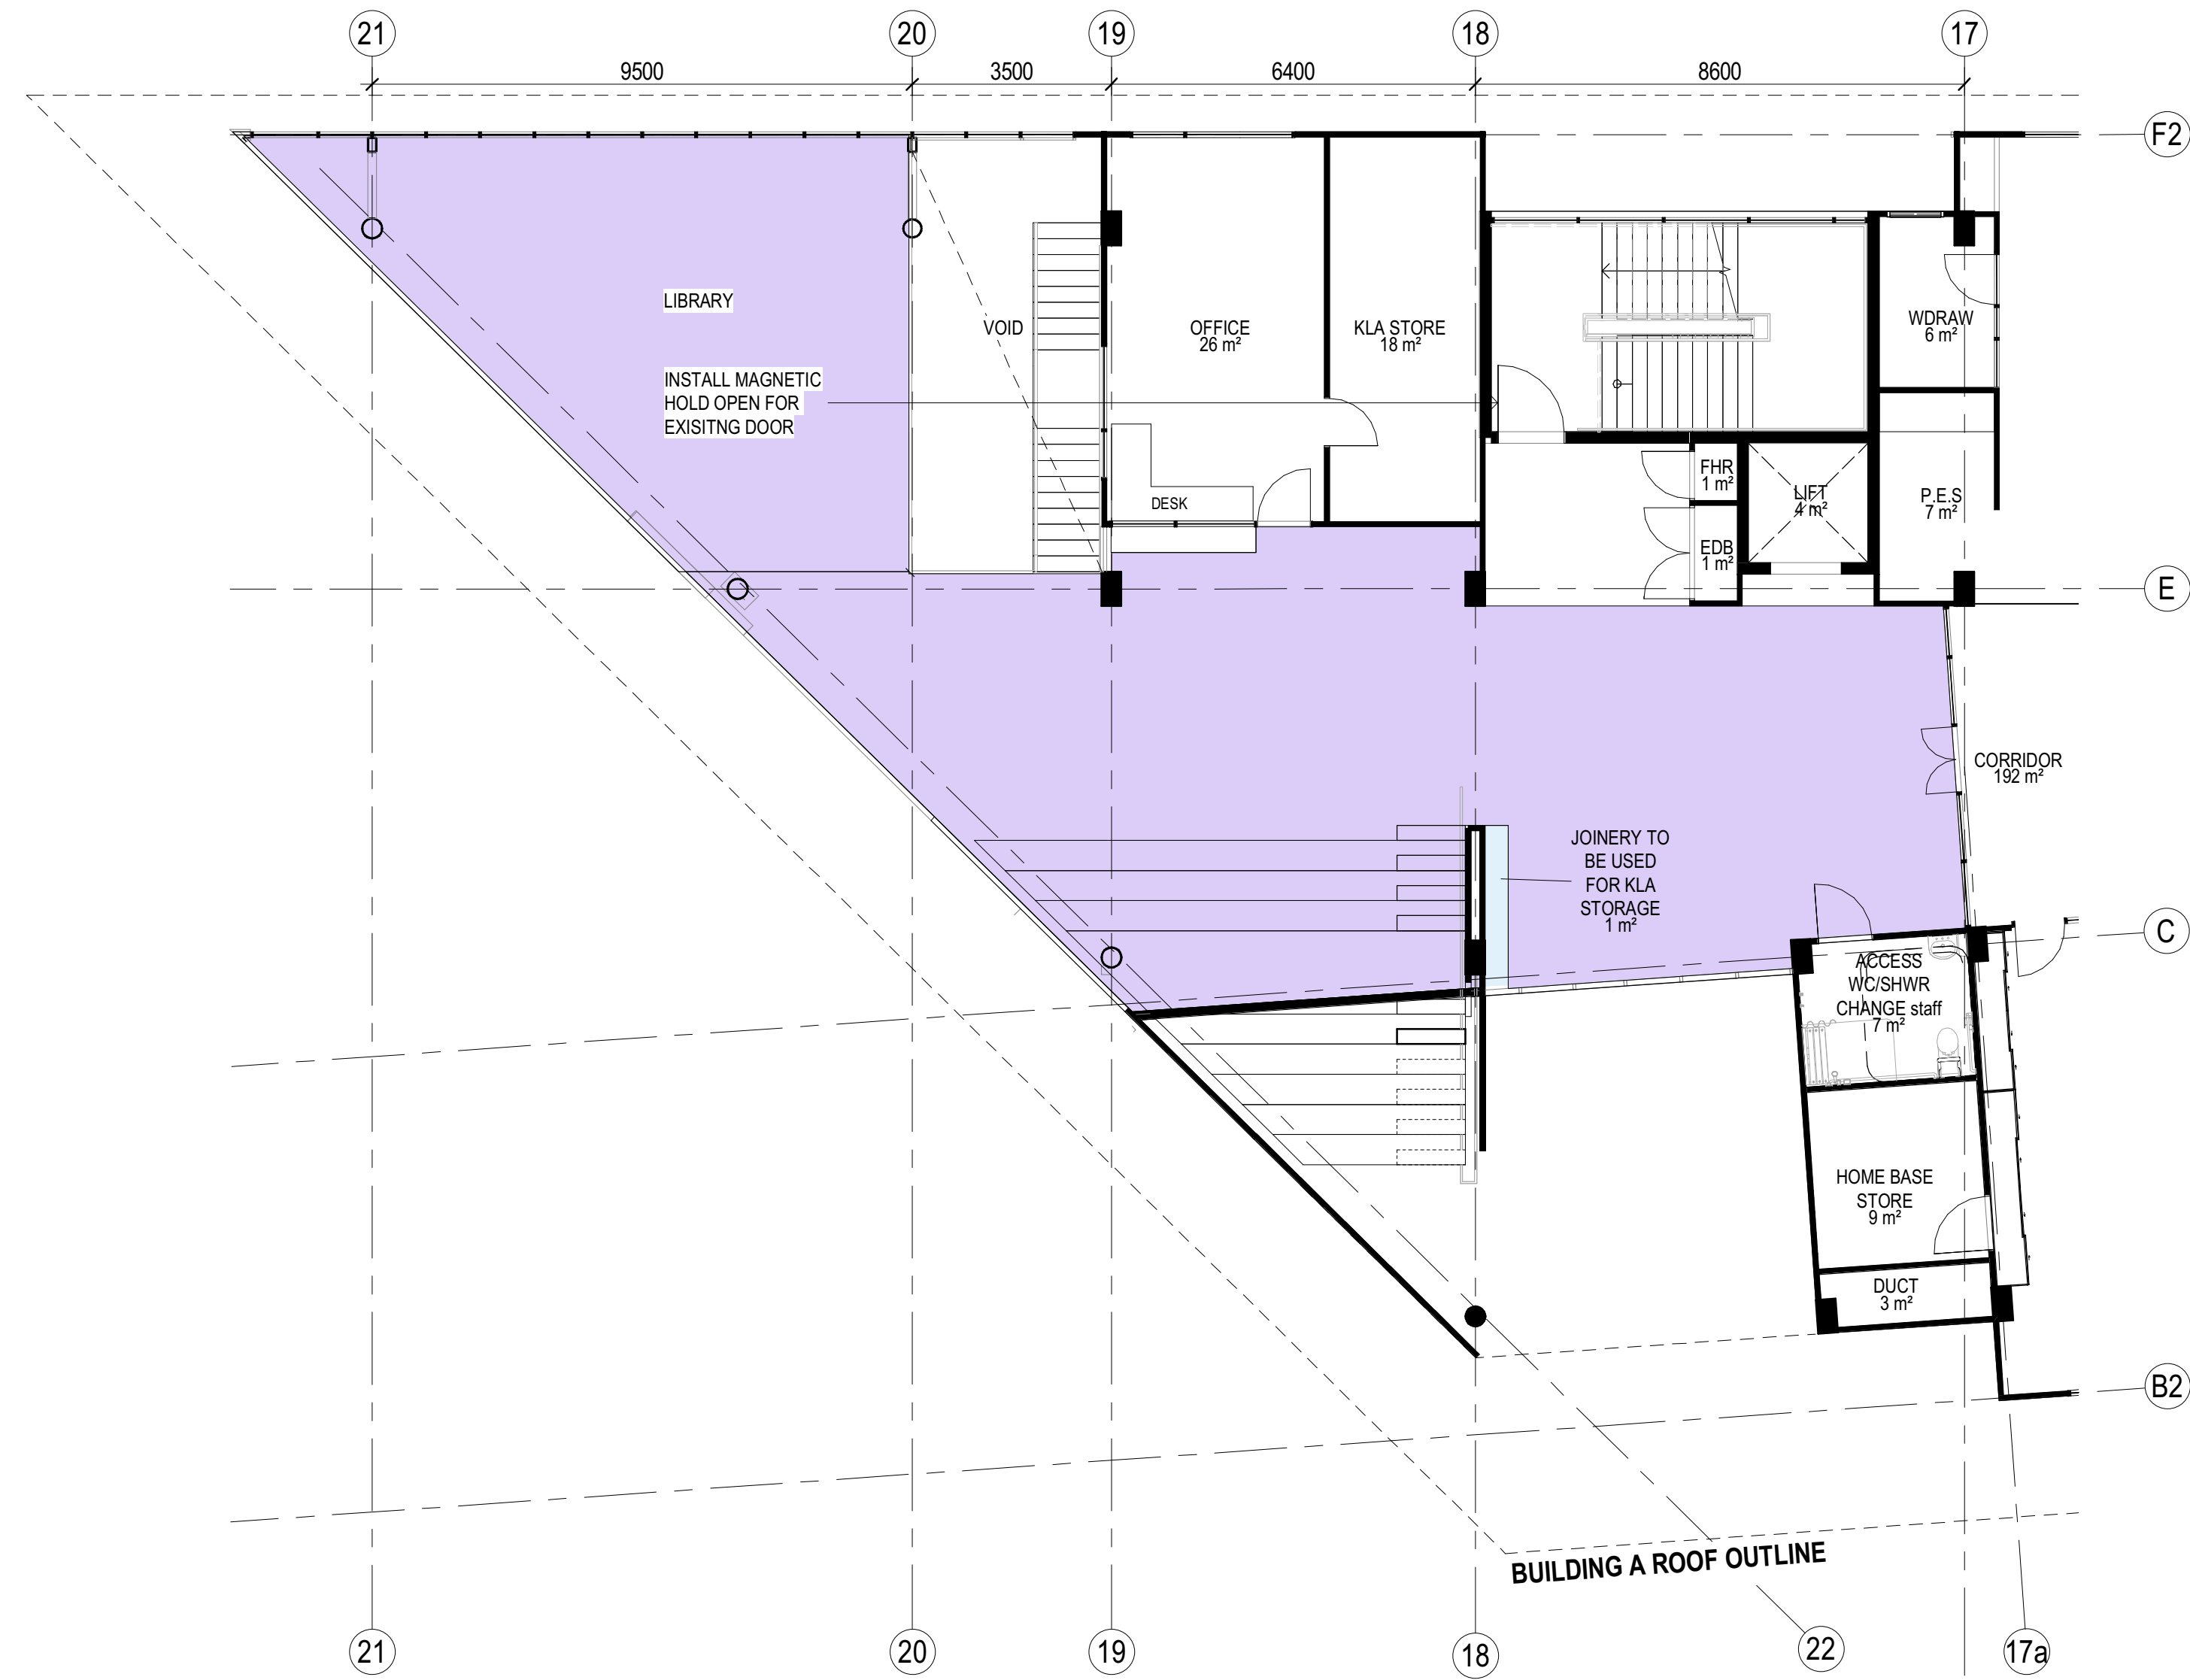 21
20
19
18
17
9500
3500
6400
8600
F2
LIBRARY
VOID
OFFICE
26 m²
KLA STORE
18 m²
WDRAW
6 m²
INSTALL MAGNETIC
HOLD OPEN FOR
EXISITNG DOOR
DESK
FHR
1 m²
LIFT
4 m²
P.E.S
7 m²
EDB
1 m²
E
CORRIDOR
192 m²
JOINERY TO
BE USED
FOR KLA
STORAGE
1 m²
C
ACCESS
WC/SHWR
CHANGE staff
7 m²
HOME BASE
STORE
9 m²
DUCT
3 m²
B2
BUILDING A ROOF OUTLINE
21
20
19
18
22
17a